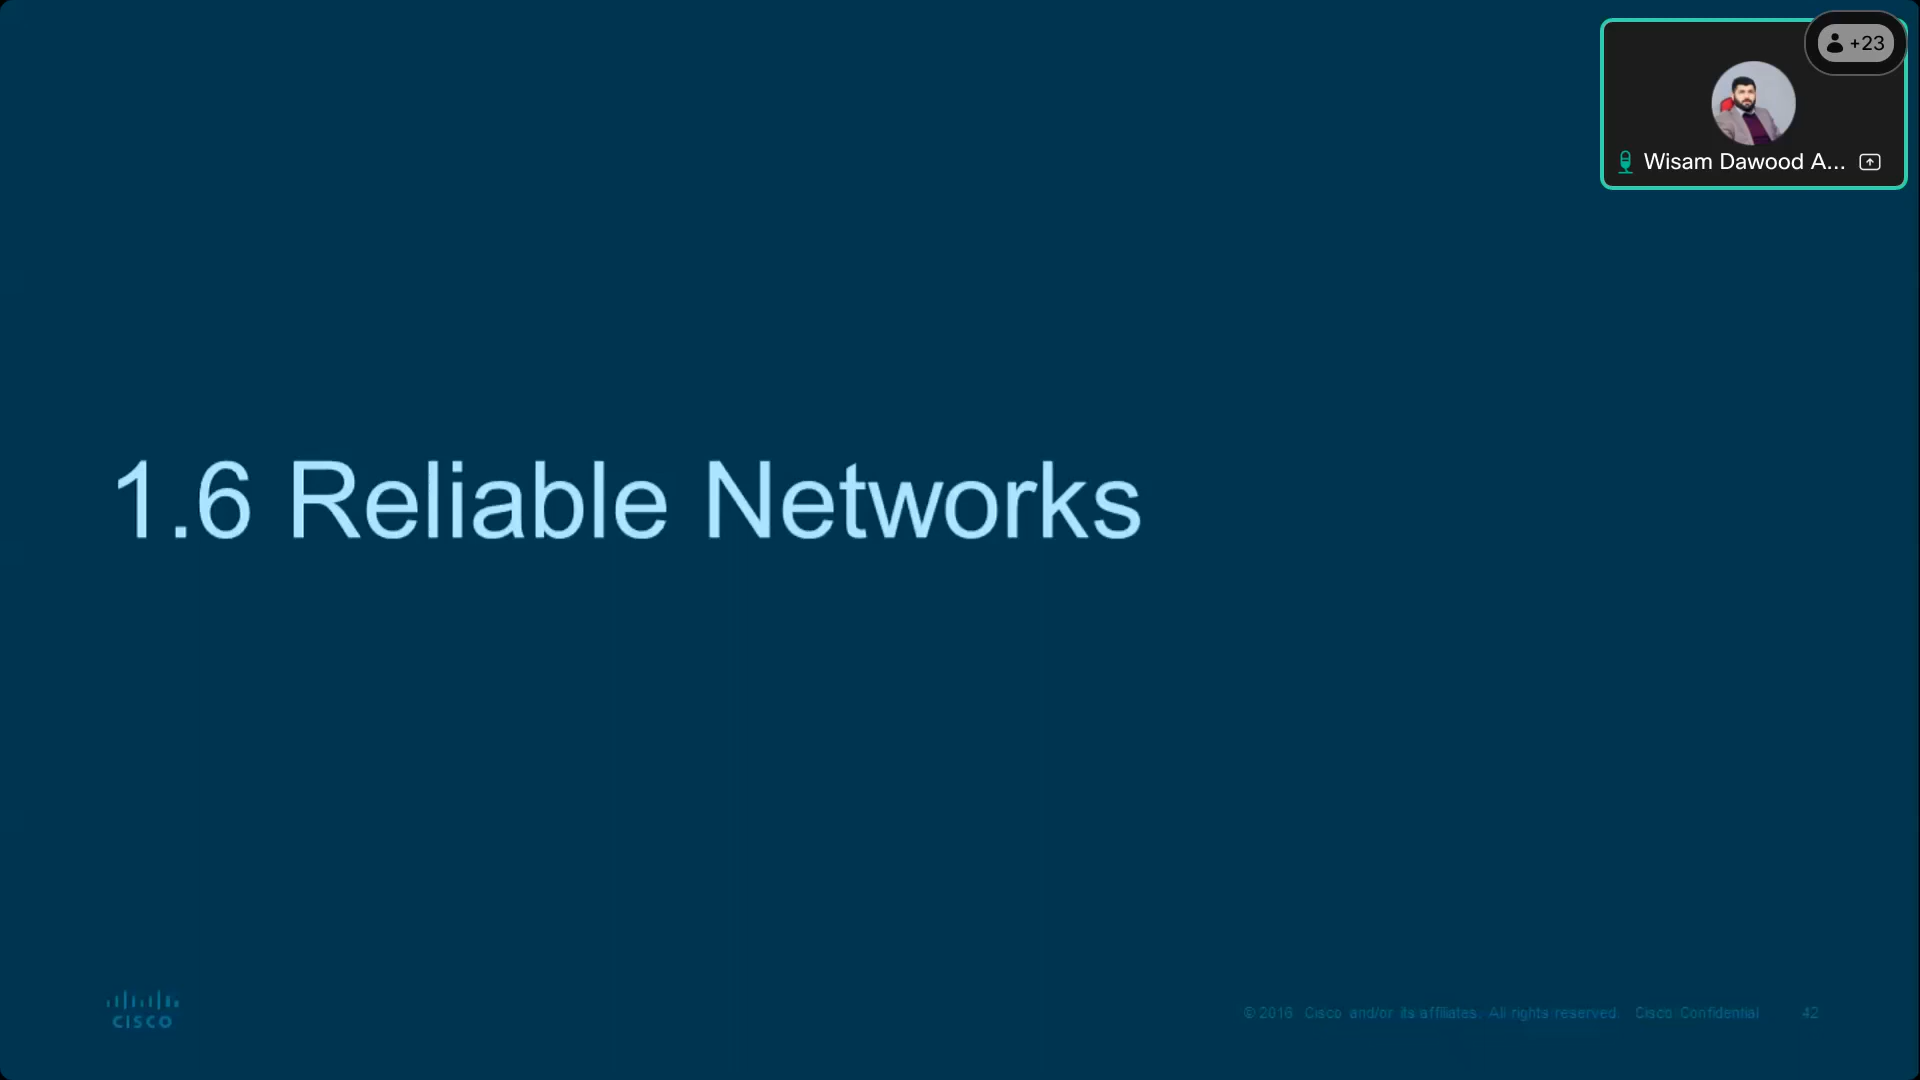 +23
Wisam Dawood A...
1.6 Reliable Networks
CISCO
© 2016 Cisco and/or its affiliates. All rights reserved. Cisco Confidential 42